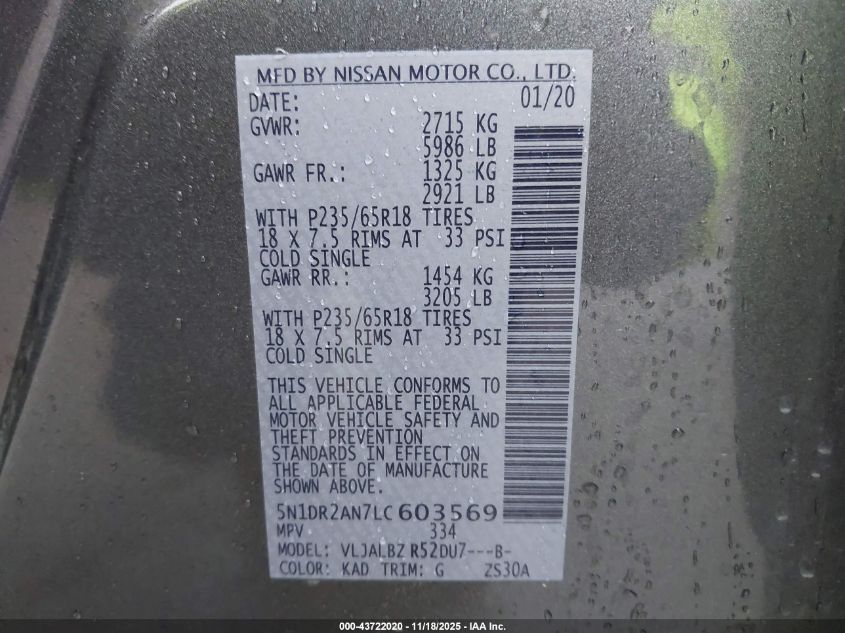 MFD BY NISSAN MOTOR CO., LTD.
DATE: 01/20
GVWR: 2715 KG
5986 LB
GAWR FR.: 1325 KG
2921 LB
WITH P235/65R18 TIRES
18 X 7.5 RIMS AT 33 PSI
COLD SINGLE
GAWR RR.: 1454 KG
3205 LB
WITH P235/65R18 TIRES
18 X 7.5 RIMS AT 33 PSI
COLD SINGLE
THIS VEHICLE CONFORMS TO
ALL APPLICABLE FEDERAL
MOTOR VEHICLE SAFETY AND
THEFT PREVENTION
STANDARDS IN EFFECT ON
THE DATE OF MANUFACTURE
SHOWN ABOVE.
5N1DR2AN7LC603569
MPV 334
MODEL: VLJALBZ R52DU7---B-
COLOR: KAD TRIM: G ZS30A
000-43722020 - 11/18/2025 - IAA Inc.